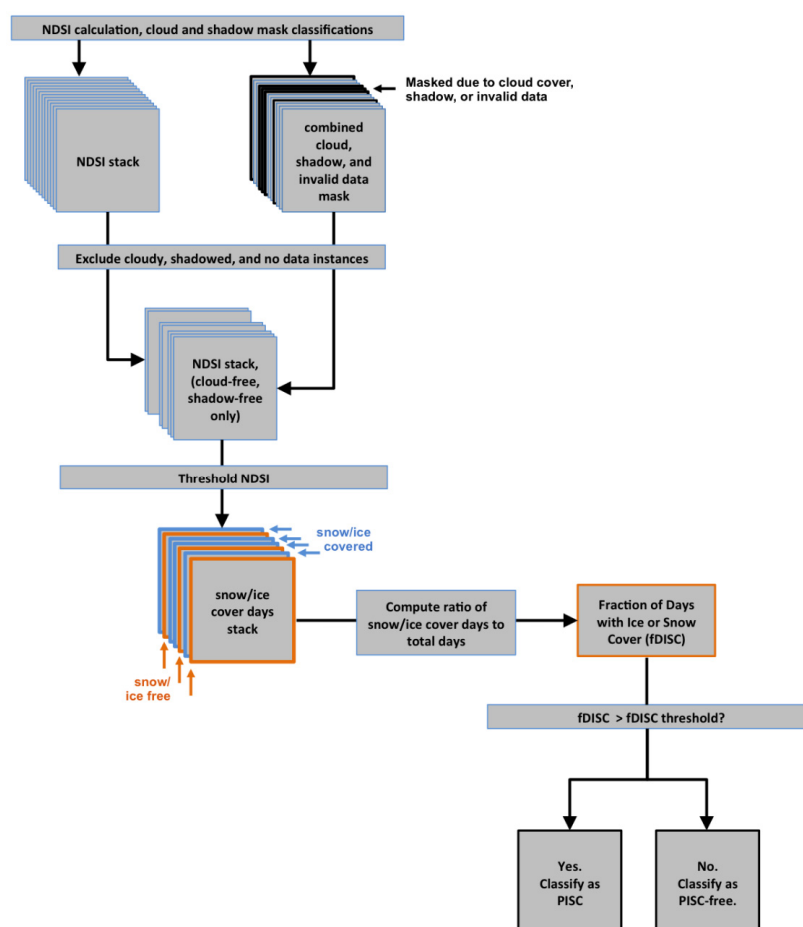 NDSI calculation, cloud and shadow mask classifications
Masked due to cloud cover,
shadow, or invalid data
NDSI stack
combined
cloud,
shadow, and
invalid data
mask
Exclude cloudy, shadowed, and no data instances
NDSI stack,
(cloud-free,
shadow-free
only)
Threshold NDSI
snow/ice
covered
snow/ice
cover days
stack
snow/
ice free
Compute ratio of
snow/ice cover days to
total days
Fraction of Days
with Ice or Snow
Cover (fDISC)
fDISC > fDISC threshold?
Yes.
Classify as
PISC
No.
Classify as
PISC-free.